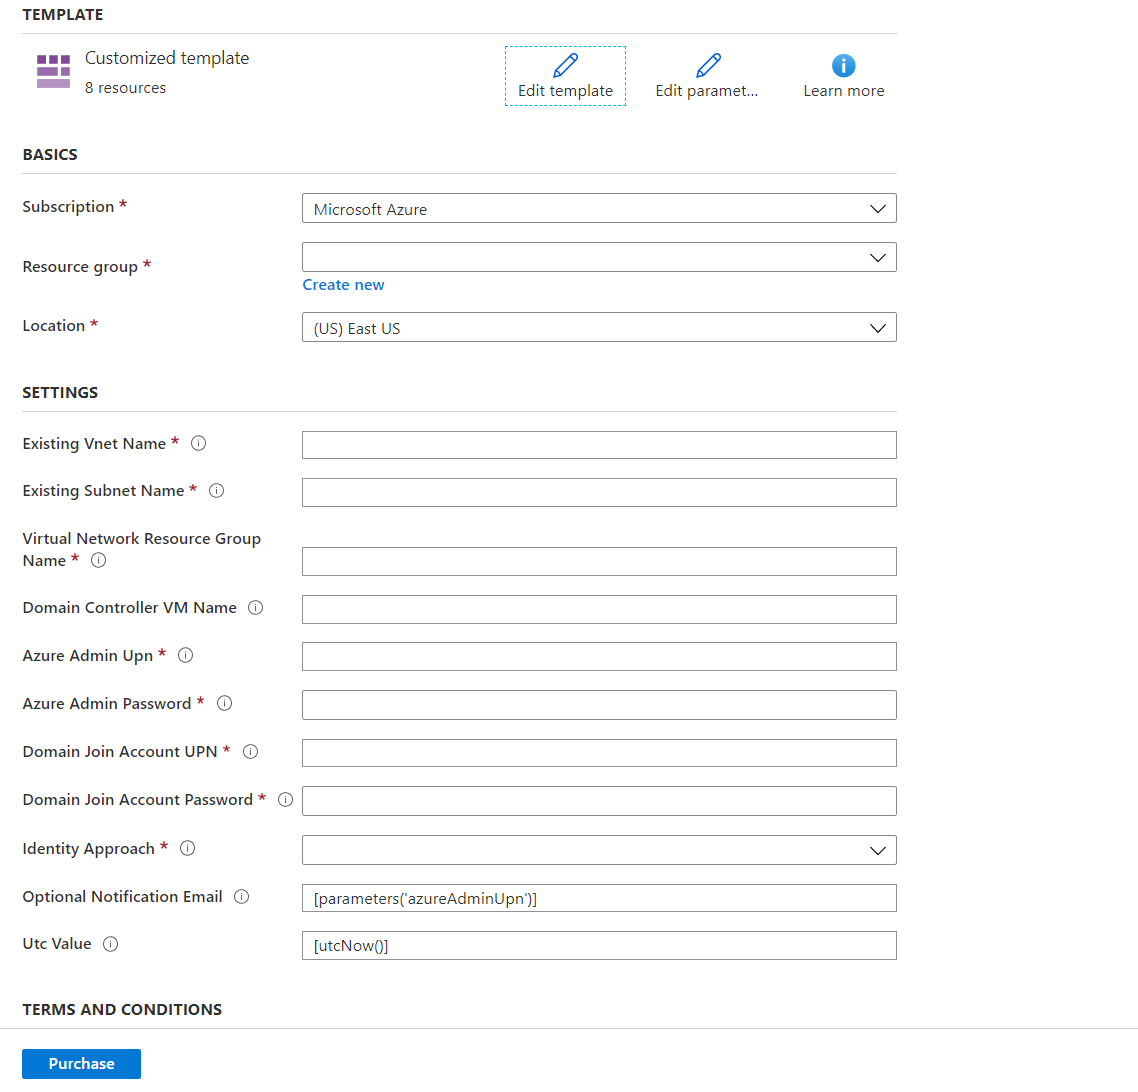 TEMPLATE
Customized template
8 resources
Edit template
Edit paramet...
Learn more
BASICS
Subscription *
Microsoft Azure
Resource group *
Create new
Location *
(US) East US
SETTINGS
Existing Vnet Name *
Existing Subnet Name *
Virtual Network Resource Group
Name *
Domain Controller VM Name
Azure Admin Upn *
Azure Admin Password *
Domain Join Account UPN *
Domain Join Account Password *
Identity Approach *
Optional Notification Email
[parameters('azureAdminUpn')]
Utc Value
[utcNow()]
TERMS AND CONDITIONS
Purchase